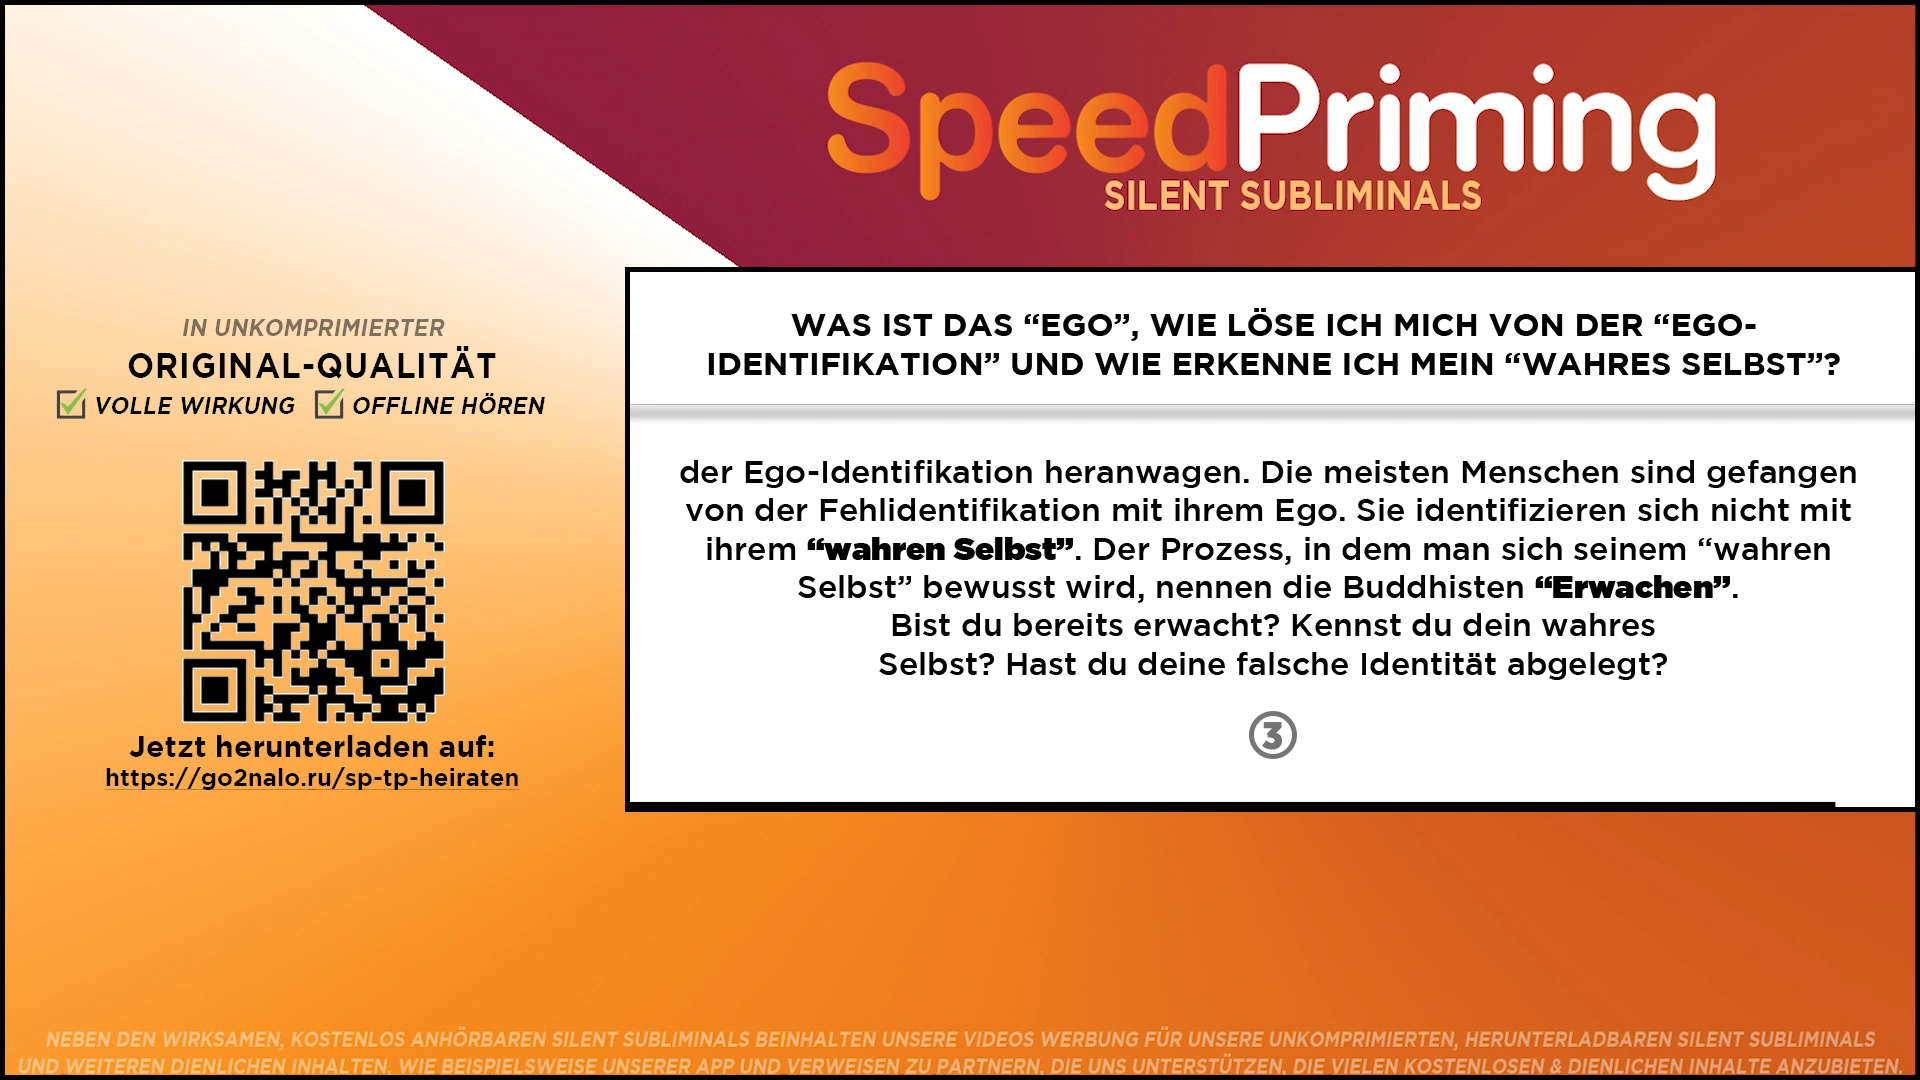 SpeedPriming
SILENT SUBLIMINALS
IN UNKOMPRIMIERTER
ORIGINAL-QUALITÄT
VOLLE WIRKUNG OFFLINE HÖREN
Jetzt herunterladen auf:
https://go2nalo.ru/sp-tp-heiraten
WAS IST DAS “EGO”, WIE LÖSE ICH MICH VON DER “EGO-
IDENTIFIKATION” UND WIE ERKENNE ICH MEIN “WAHRES SELBST”?
der Ego-Identifikation heranwagen. Die meisten Menschen sind gefangen
von der Fehlidentifikation mit ihrem Ego. Sie identifizieren sich nicht mit
ihrem “wahren Selbst”. Der Prozess, in dem man sich seinem “wahren
Selbst” bewusst wird, nennen die Buddhisten “Erwachen”.
Bist du bereits erwacht? Kennst du dein wahres
Selbst? Hast du deine falsche Identität abgelegt?
3
NEBEN DEN WIRKSAMEN, KOSTENLOS ANHÖRBAREN SILENT SUBLIMINALS BEINHALTEN UNSERE VIDEOS WERBUNG FÜR UNSERE UNKOMPRIMIERTEN, HERUNTERLADBAREN SILENT SUBLIMINALS
UND WEITEREN DIENLICHEN INHALTEN, WIE BEISPIELSWEISE UNSERER APP UND VERWEISEN ZU PARTNERN, DIE UNS UNTERSTÜTZEN, DIE VIELEN KOSTENLOSEN & DIENLICHEN INHALTE ANZUBIETEN.